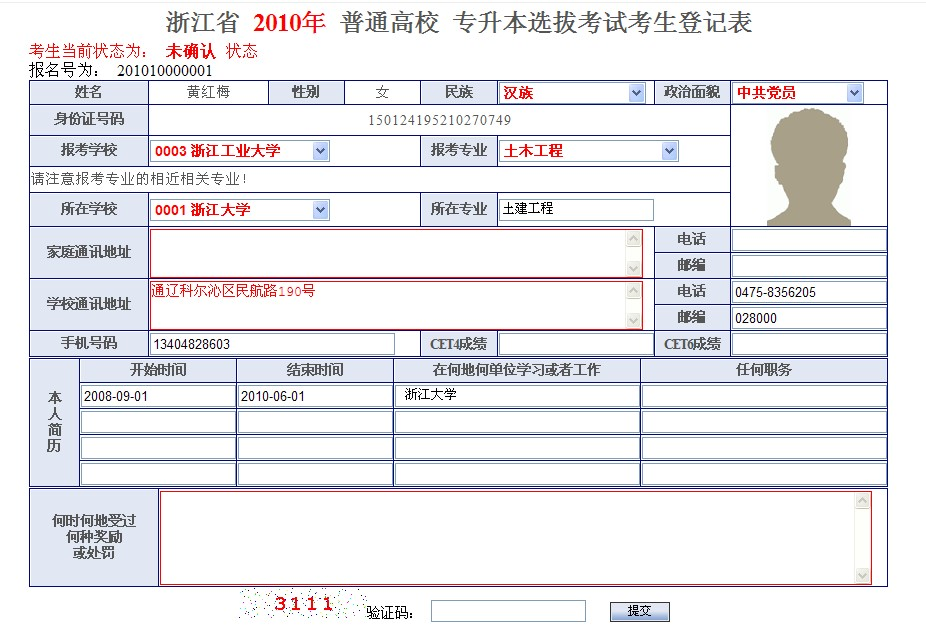 浙江省 2010年 普通高校 专升本选拔考试考生登记表
考生当前状态为： 未确认 状态
报名号为： 201010000001
姓名 黄红梅 性别 女 民族 汉族 政治面貌 中共党员
身份证号码 150124195210270749
报考学校 0003 浙江工业大学 报考专业 土木工程
请注意报考专业的相近相关专业！
所在学校 0001 浙江大学 所在专业 土建工程
家庭通讯地址 电话
邮编
学校通讯地址 通辽科尔沁区民航路190号 电话 0475-8356205
邮编 028000
手机号码 13404828603 CET4成绩 CET6成绩
本人简历 开始时间 结束时间 在何地何单位学习或者工作 任何职务
2008-09-01 2010-06-01 浙江大学
何时何地受过
何种奖励
或处罚
3111 验证码： 提交